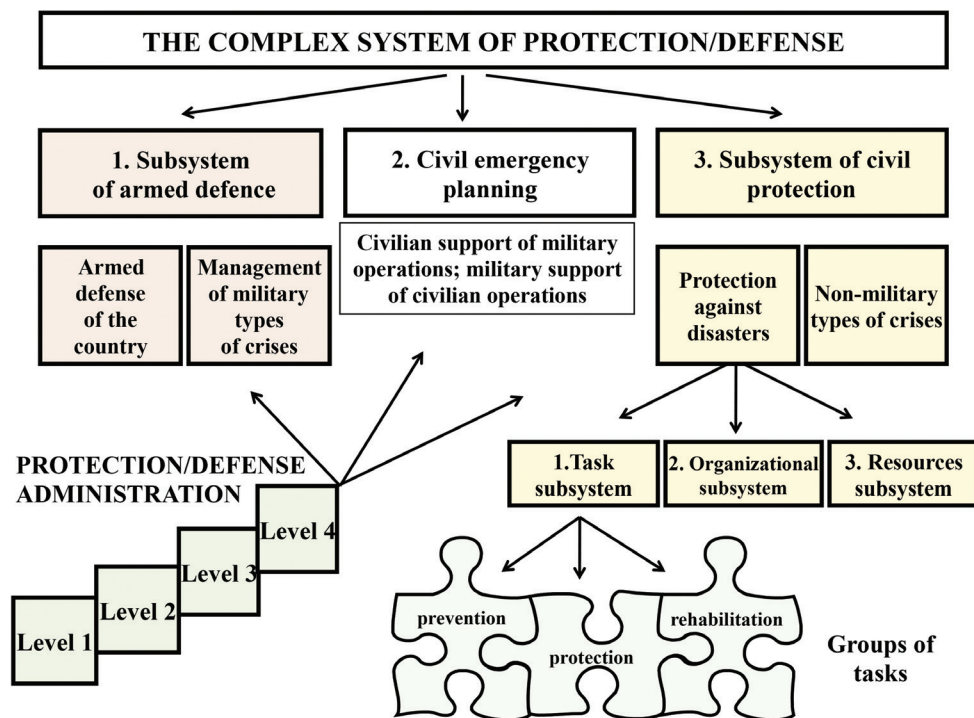 THE COMPLEX SYSTEM OF PROTECTION/DEFENSE
1. Subsystem
of armed defence
2. Civil emergency
planning
3. Subsystem of civil
protection
Armed
defense
of the
country
Management
of military
types
of crises
Civilian support of military
operations; military support
of civilian operations
Protection
against
disasters
Non-military
types of crises
PROTECTION/DEFENSE
ADMINISTRATION
Level 1
Level 2
Level 3
Level 4
1.Task
subsystem
2. Organizational
subsystem
3. Resources
subsystem
prevention
protection
rehabilitation
Groups of
tasks